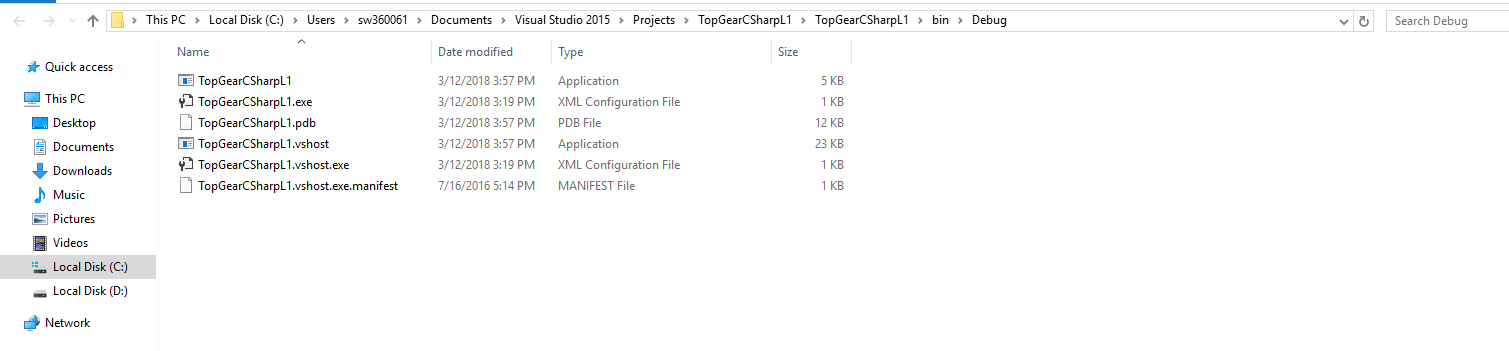 This PC > Local Disk (C:) > Users > sw360061 > Documents > Visual Studio 2015 > Projects > TopGearCSharpL1 > TopGearCSharpL1 > bin > Debug
Search Debug
Name Date modified Type Size
Quick access
This PC
Desktop
Documents
Downloads
Music
Pictures
Videos
Local Disk (C:)
Local Disk (D:)
Network
TopGearCSharpL1 3/12/2018 3:57 PM Application 5 KB
TopGearCSharpL1.exe 3/12/2018 3:19 PM XML Configuration File 1 KB
TopGearCSharpL1.pdb 3/12/2018 3:57 PM PDB File 12 KB
TopGearCSharpL1.vshost 3/12/2018 3:57 PM Application 23 KB
TopGearCSharpL1.vshost.exe 3/12/2018 3:19 PM XML Configuration File 1 KB
TopGearCSharpL1.vshost.exe.manifest 7/16/2016 5:14 PM MANIFEST File 1 KB